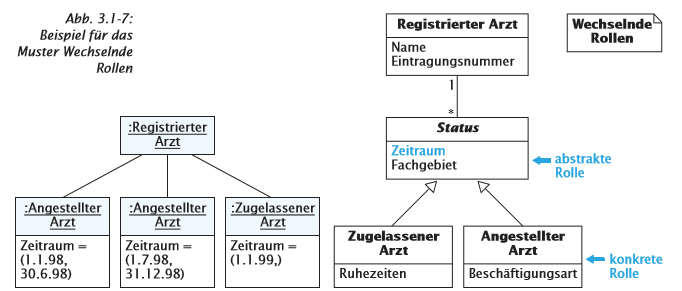 Abb. 3.1-7:
Beispiel für das
Muster Wechselnde
Rollen
:Registrierter
Arzt
:Angestellter
Arzt
Zeitraum =
(1.1.98,
30.6.98)
:Angestellter
Arzt
Zeitraum =
(1.7.98,
31.12.98)
:Zugelassener
Arzt
Zeitraum =
(1.1.99,)
Registrierter Arzt
Name
Eintragungsnummer
Wechselnde
Rollen
1
*
Status
Zeitraum
Fachgebiet
abstrakte
Rolle
Zugelassener
Arzt
Ruhezeiten
Angestellter
Arzt
Beschäftigungsart
konkrete
Rolle